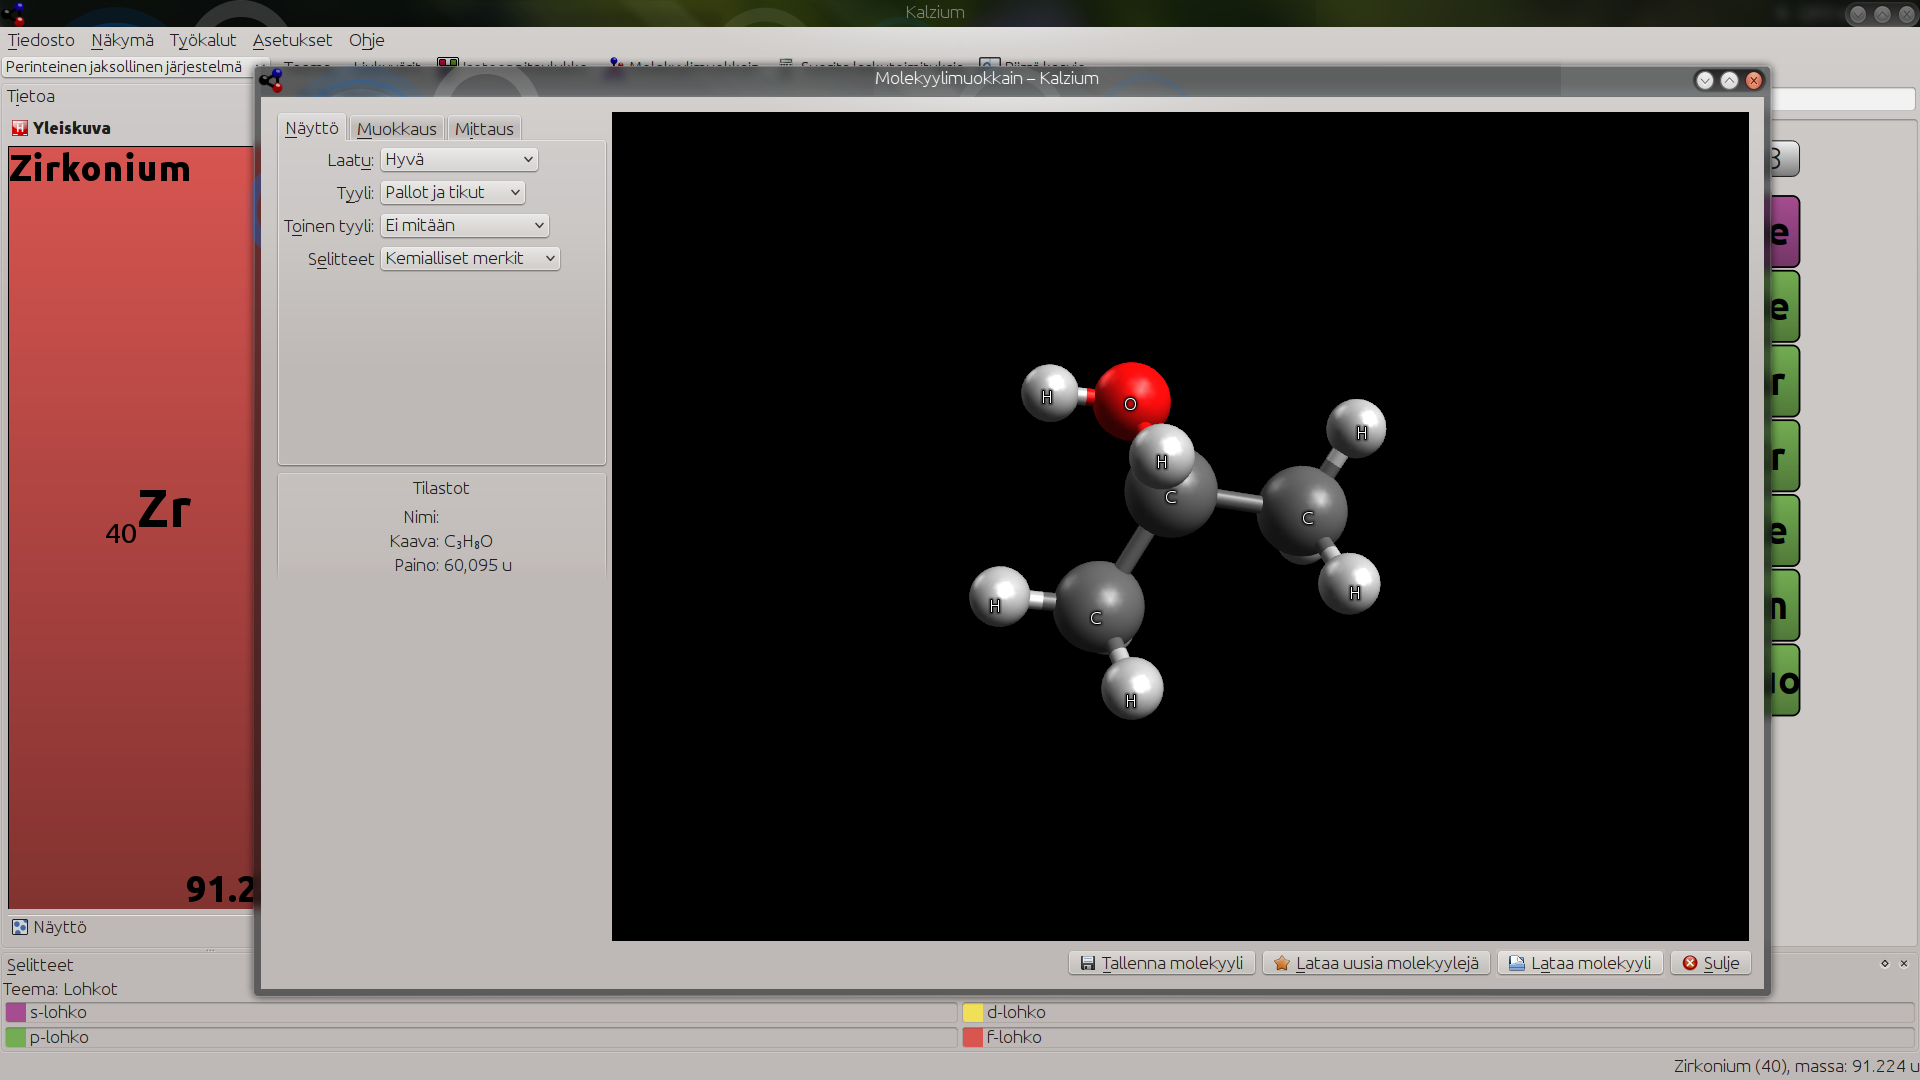 Kalzium
Tiedosto Näkymä Työkalut Asetukset Ohje
Perinteinen jaksollinen järjestelmä
Molekyylimuokkain – Kalzium
Tietoa
Yleiskuva
Zirkonium
40Zr
91.2
Näyttö
Näyttö Muokkaus Mittaus
Laatu: Hyvä
Tyyli: Pallot ja tikut
Toinen tyyli: Ei mitään
Selitteet Kemialliset merkit
Tilastot
Nimi:
Kaava: C₃H₈O
Paino: 60,095 u
H O
H
H
C
C
H
H
C
H
Tallenna molekyyli Lataa uusia molekyylejä Lataa molekyyli Sulje
Selitteet
Teema: Lohkot
s-lohko d-lohko
p-lohko f-lohko
Zirkonium (40), massa: 91.224 u